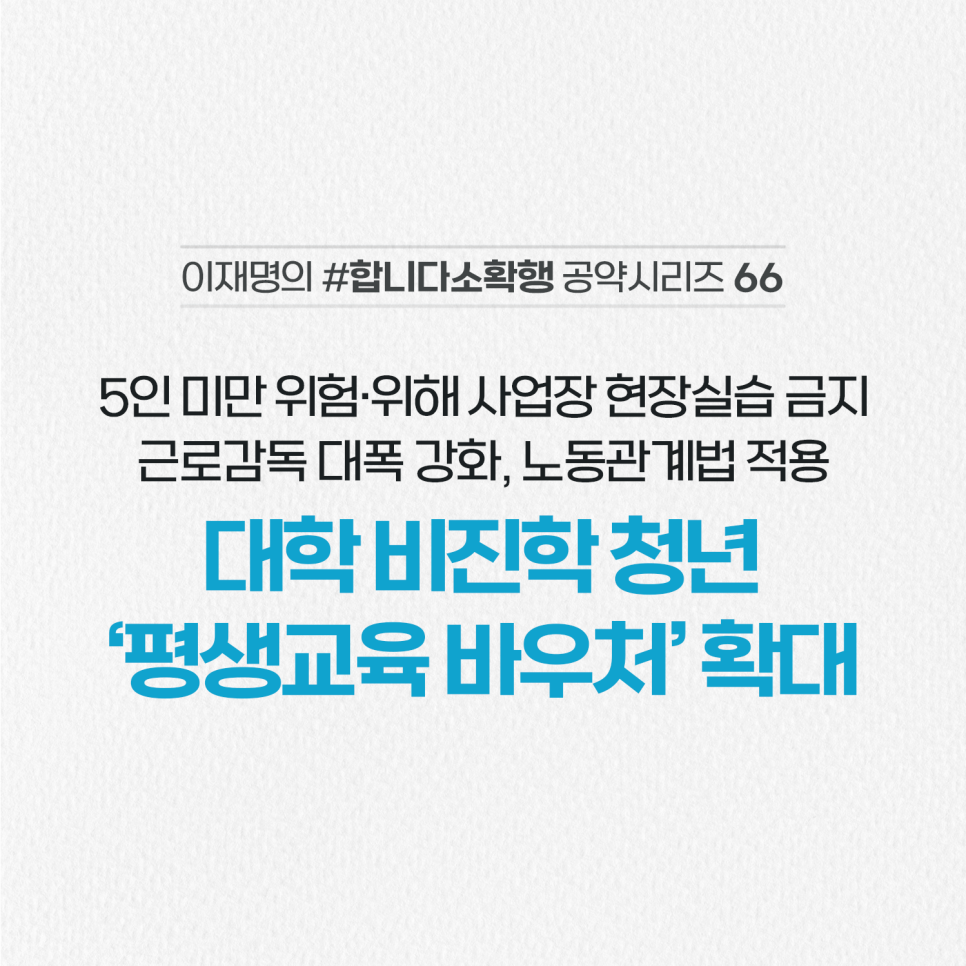 이재명의 #합니다소확행 공약시리즈 66
5인 미만 위험·위해 사업장 현장실습 금지
근로감독 대폭 강화, 노동관계법 적용
대학 비진학 청년
‘평생교육 바우처’ 확대